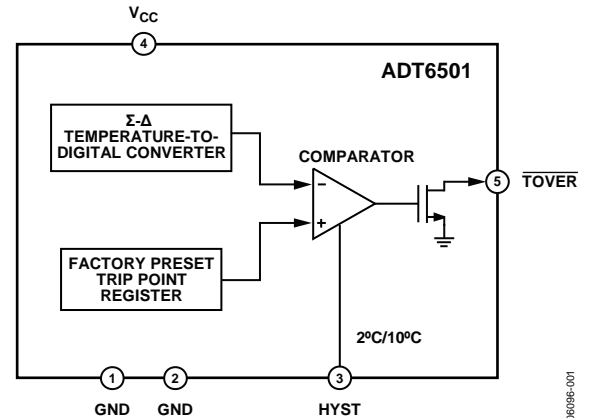 VCC
4
ADT6501
Σ-Δ
TEMPERATURE-TO-
DIGITAL CONVERTER
COMPARATOR
–
5
TOVER
+
FACTORY PRESET
TRIP POINT
REGISTER
2ºC/10ºC
1
2
3
GND
GND
HYST
06096-001